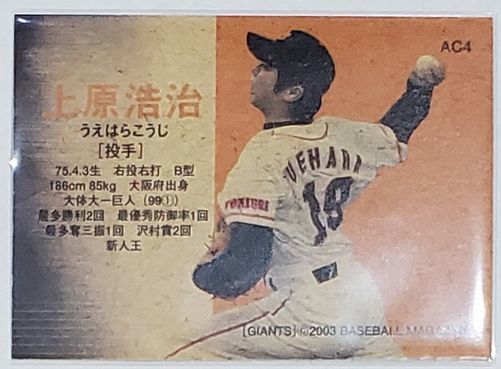 AC4
上原浩治
うえはらこうじ
[投手]
75.4.3生 右投右打 B型
186cm 85kg 大阪府出身
大体大ー巨人(99①)
最多勝利2回 最優秀防御率1回
最多奪三振1回 沢村賞2回
新人王
UEHARA
19
YOMIURI
[GIANTS] ©2003 BASEBALL